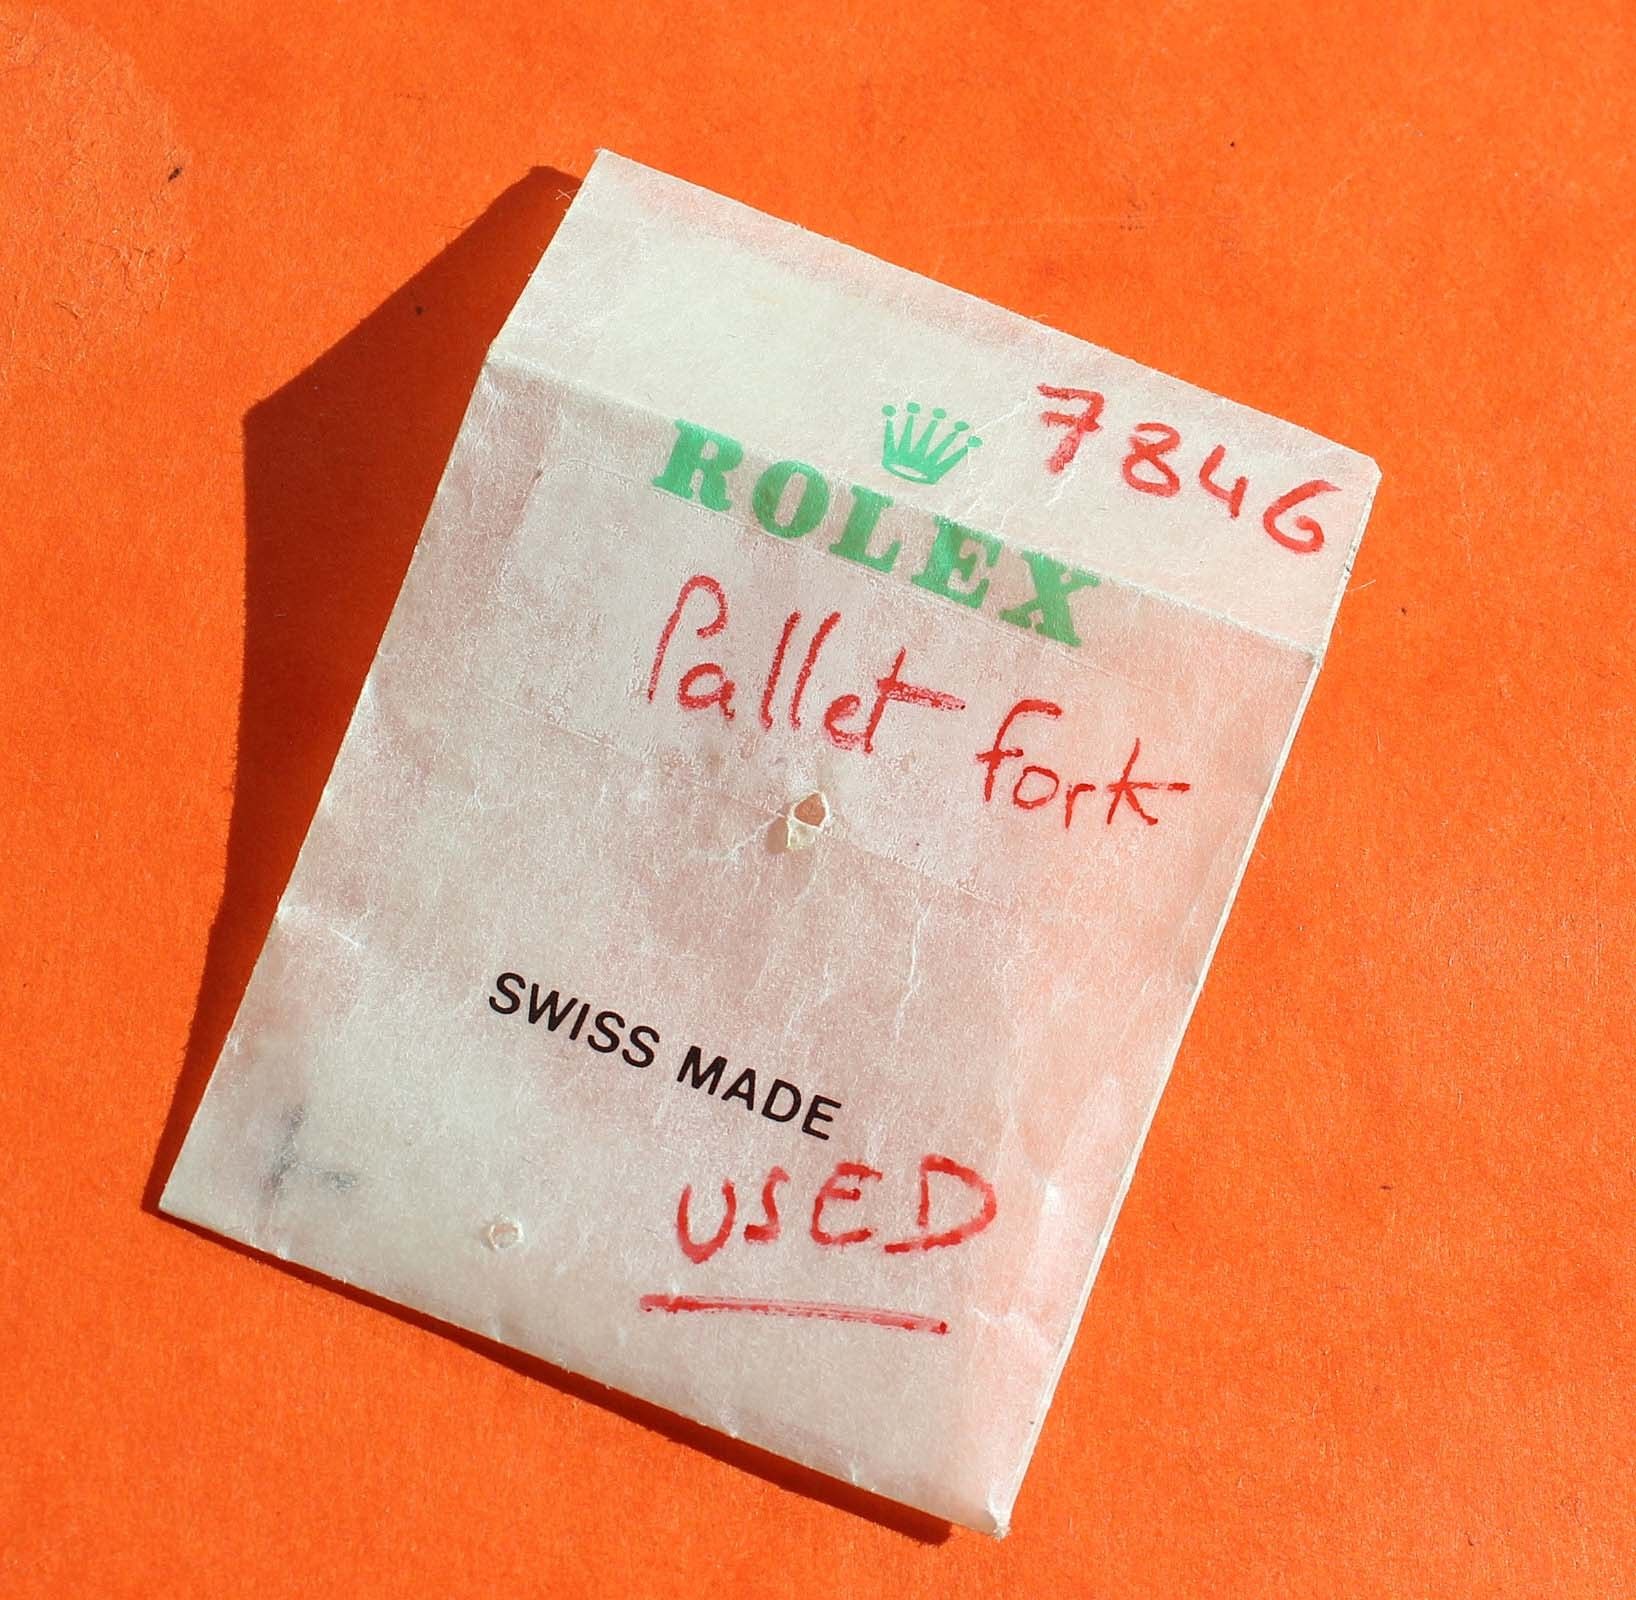 7846
ROLEX
Pallet fork
SWISS MADE
USED